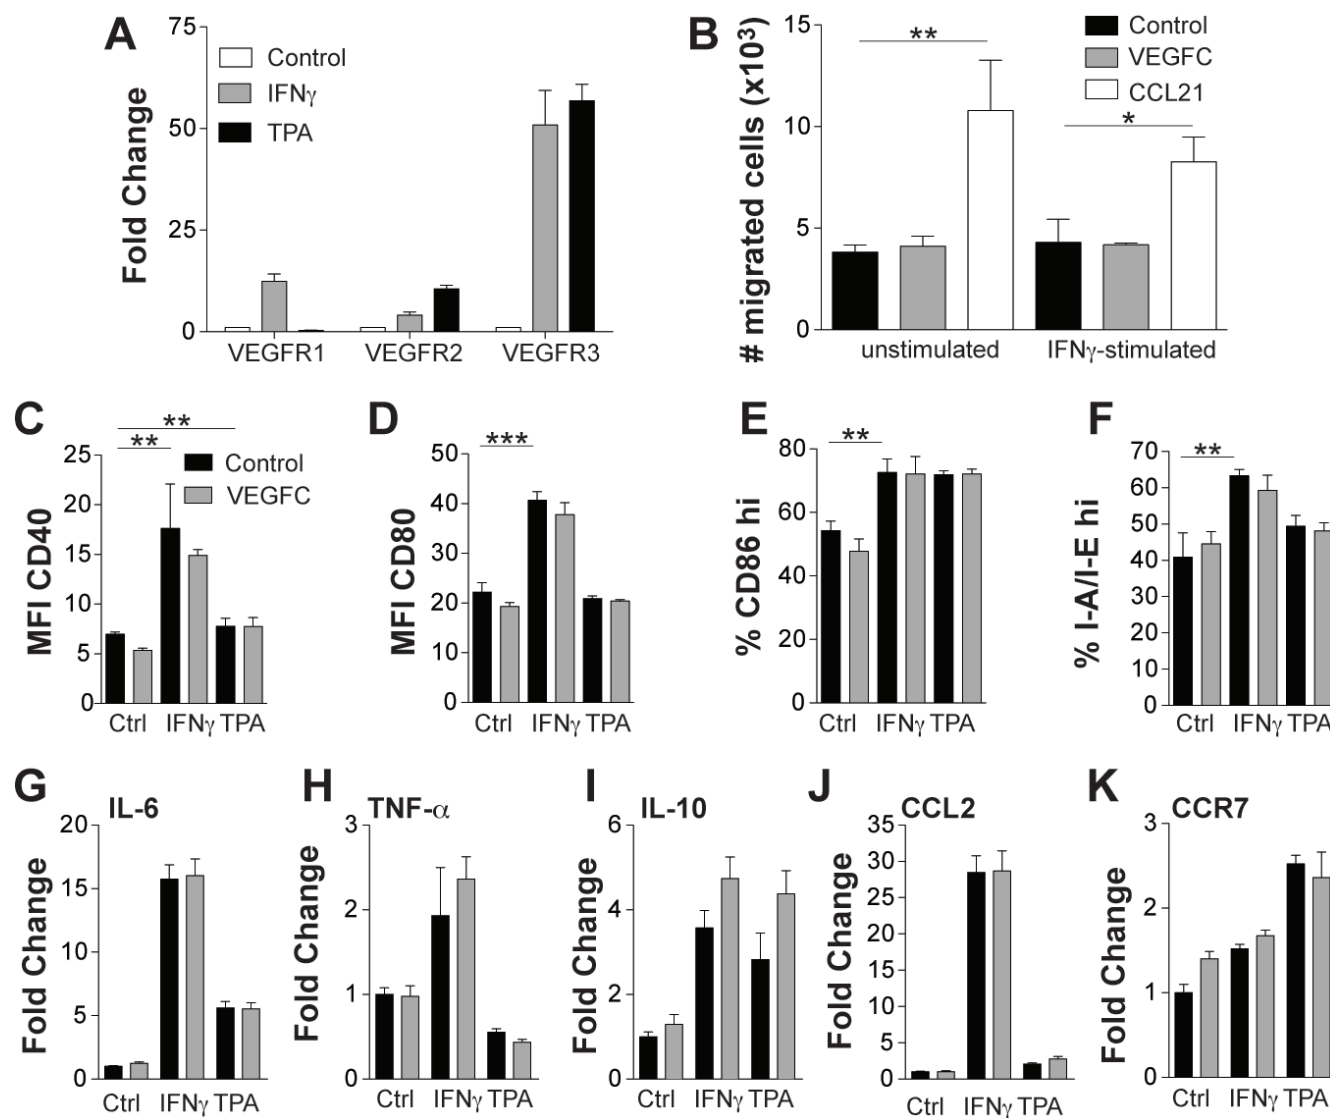 A
Fold Change
75
50
25
0
Control
IFNγ
TPA
VEGFR1 VEGFR2 VEGFR3
B
# migrated cells (x10³)
15
10
5
0
**
*
Control
VEGFC
CCL21
unstimulated IFNγ-stimulated
C
MFI CD40
25
20
15
10
5
0
**
**
Control
VEGFC
Ctrl IFNγ TPA
D
MFI CD80
50
40
30
20
10
0
***
Ctrl IFNγ TPA
E
% CD86 hi
80
60
40
20
0
**
Ctrl IFNγ TPA
F
% I-A/I-E hi
70
60
50
40
30
20
10
0
**
Ctrl IFNγ TPA
G
IL-6
Fold Change
20
15
10
5
0
Ctrl IFNγ TPA
H
TNF-α
Fold Change
3
2
1
0
Ctrl IFNγ TPA
I
IL-10
Fold Change
6
4
2
0
Ctrl IFNγ TPA
J
CCL2
Fold Change
35
30
25
20
15
10
5
0
Ctrl IFNγ TPA
K
CCR7
Fold Change
3
2
1
0
Ctrl IFNγ TPA